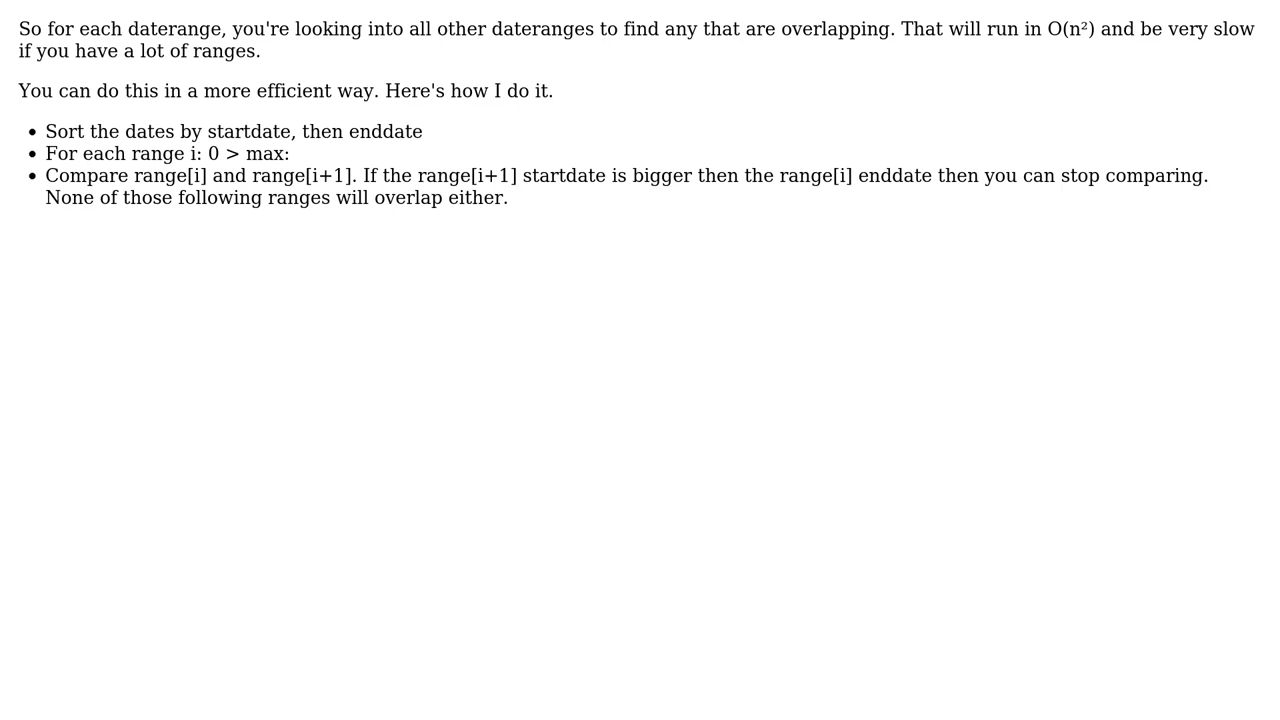 So for each daterange, you're looking into all other dateranges to find any that are overlapping. That will run in O(n²) and be very slow
if you have a lot of ranges.
You can do this in a more efficient way. Here's how I do it.
• Sort the dates by startdate, then enddate
• For each range i: 0 > max:
• Compare range[i] and range[i+1]. If the range[i+1] startdate is bigger then the range[i] enddate then you can stop comparing.
None of those following ranges will overlap either.